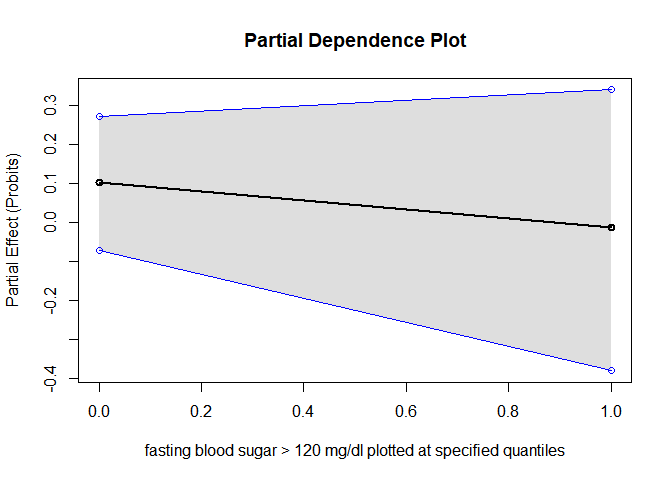 Partial Dependence Plot
Partial Effect (Probits)
0.3
0.2
0.1
0.0
-0.2
-0.4
0.0 0.2 0.4 0.6 0.8 1.0
fasting blood sugar > 120 mg/dl plotted at specified quantiles